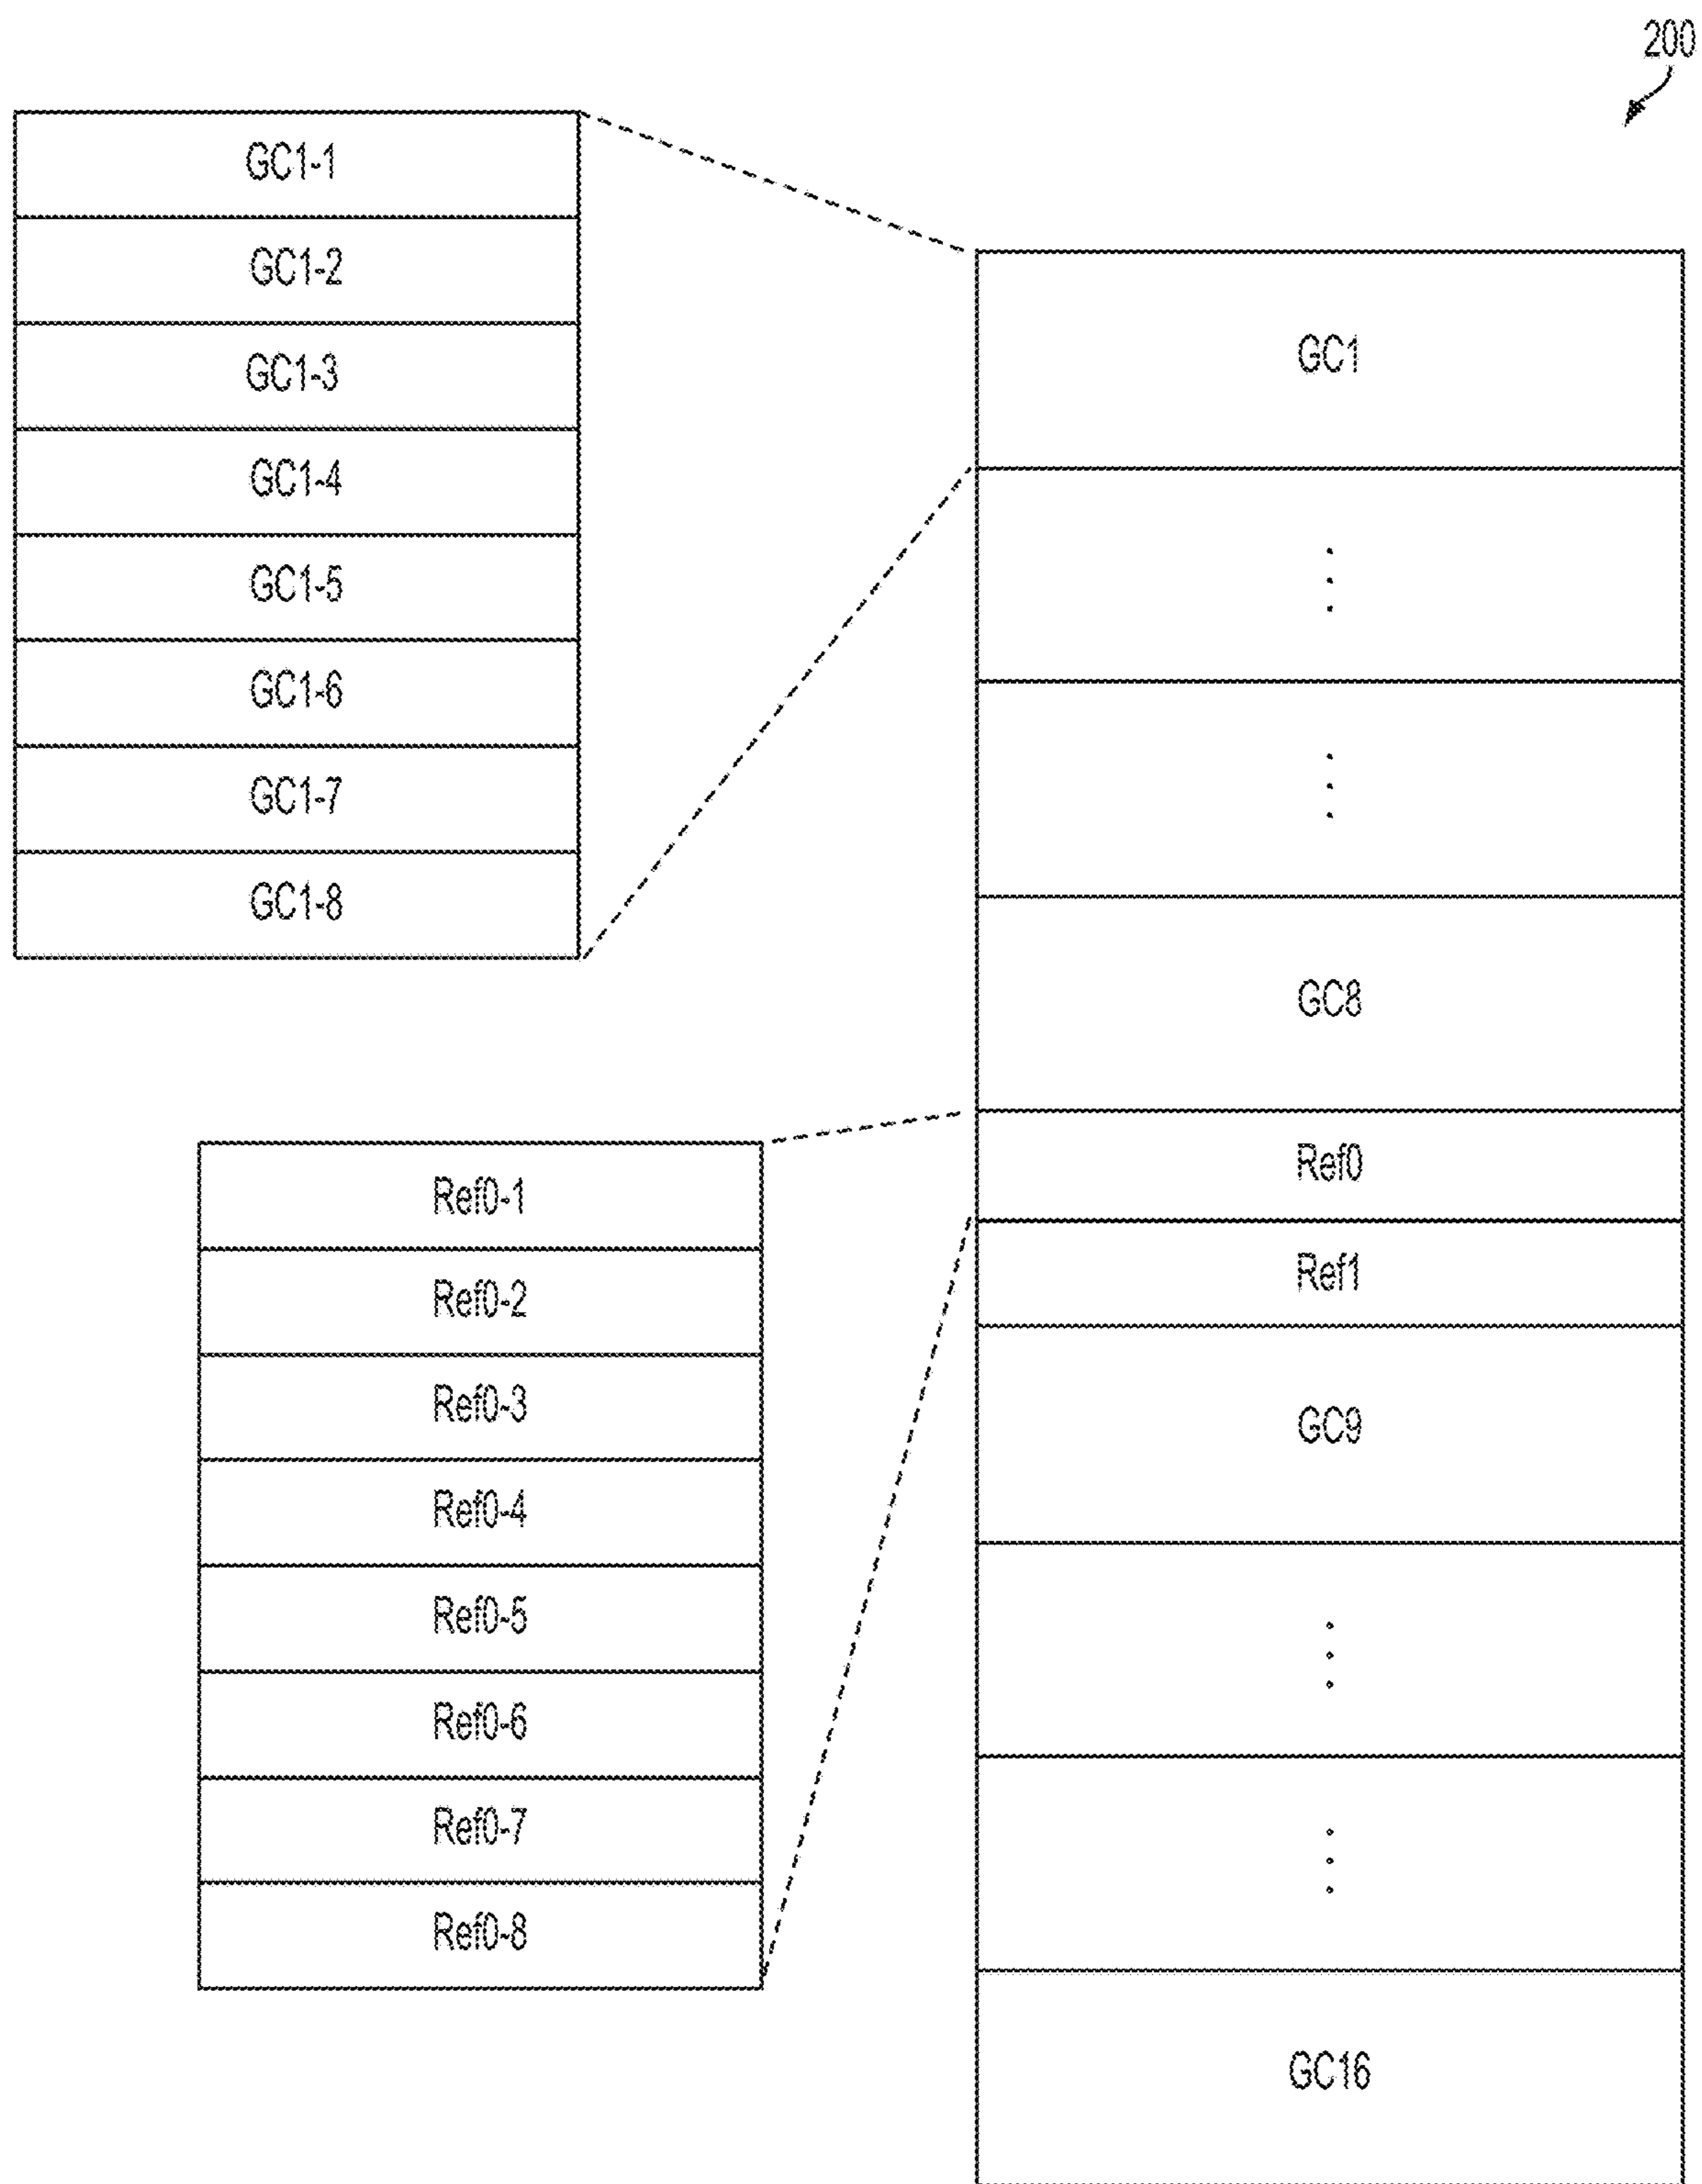 200
GC1-1
GC1-2
GC1-3
GC1-4
GC1-5
GC1-6
GC1-7
GC1-8
GC1
GC8
Ref0
Ref1
GC9
GC16
Ref0-1
Ref0-2
Ref0-3
Ref0-4
Ref0-5
Ref0-6
Ref0-7
Ref0-8